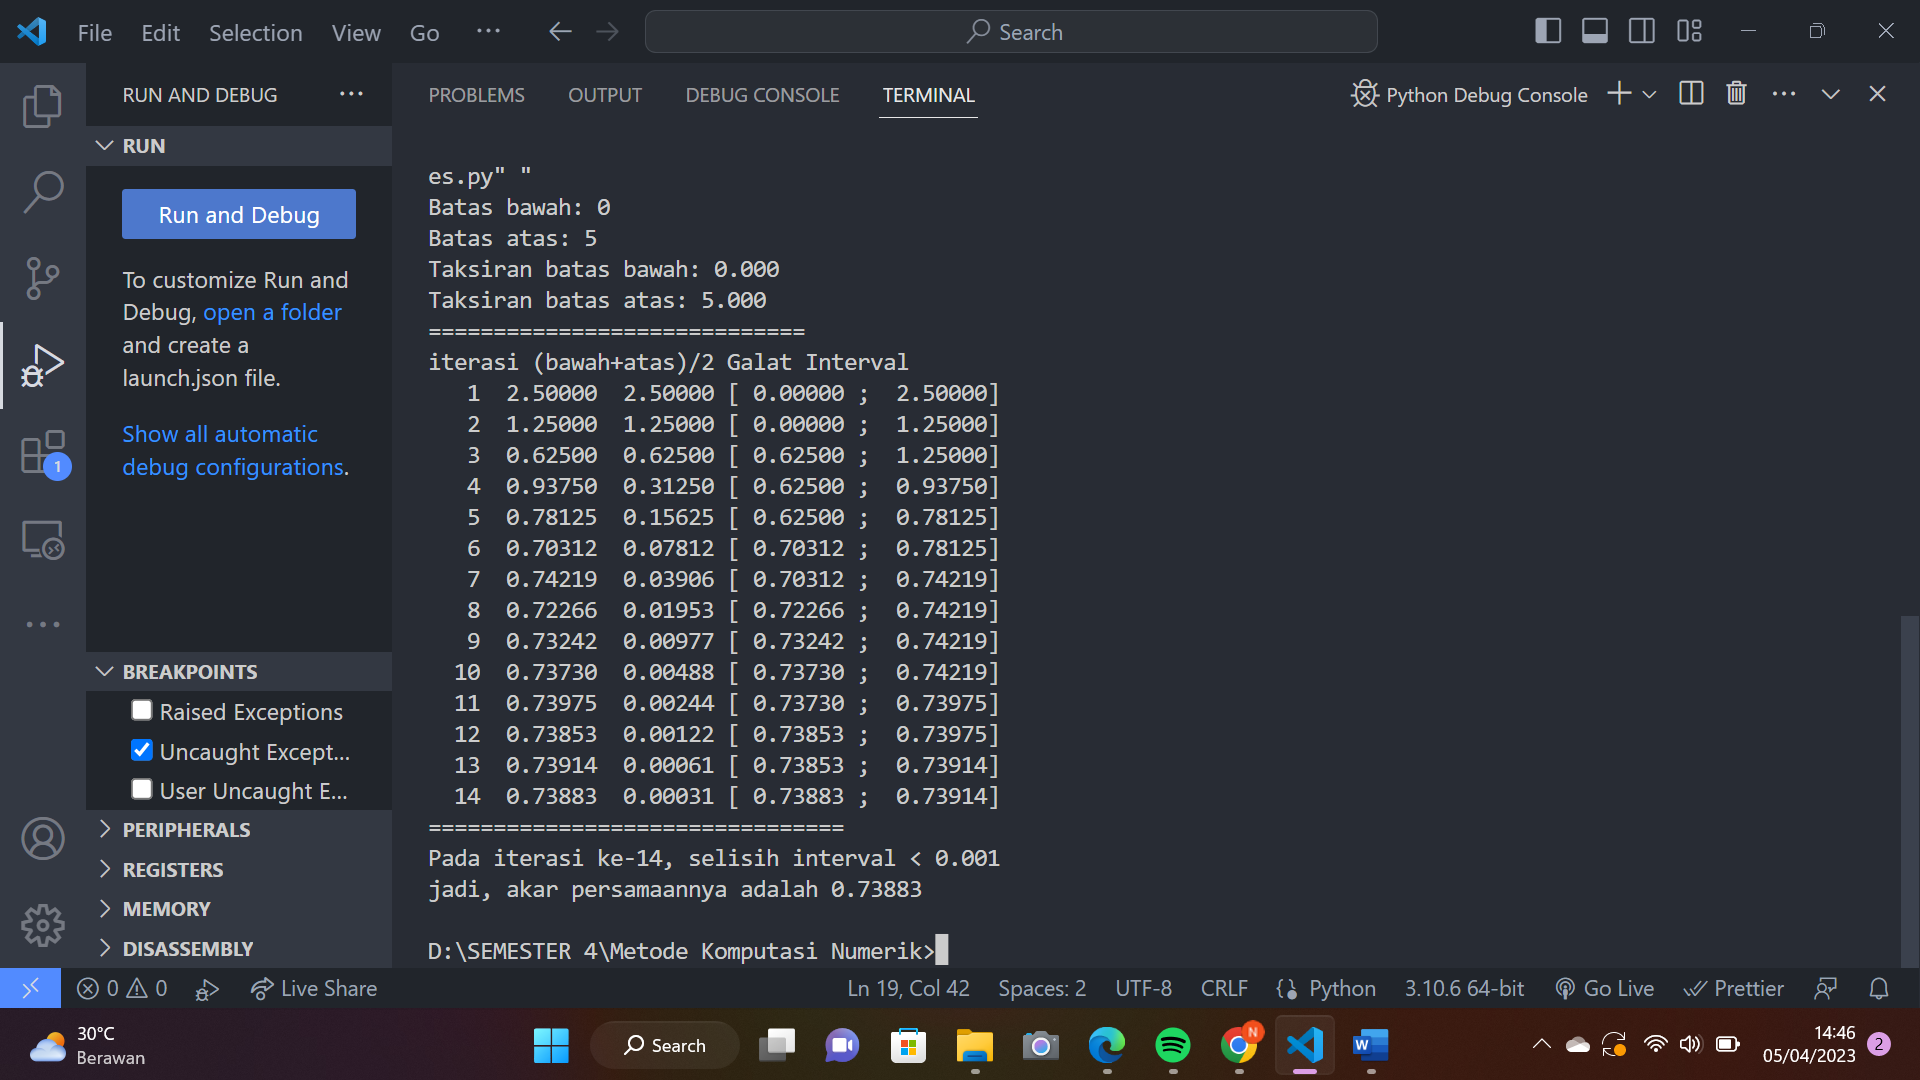 File Edit Selection View Go ··· Search
RUN AND DEBUG ···
PROBLEMS OUTPUT DEBUG CONSOLE TERMINAL Python Debug Console
RUN
Run and Debug
To customize Run and
Debug, open a folder
and create a
launch.json file.
Show all automatic
debug configurations.
1
BREAKPOINTS
Raised Exceptions
Uncaught Except...
User Uncaught E...
PERIPHERALS
REGISTERS
MEMORY
DISASSEMBLY
es.py" "
Batas bawah: 0
Batas atas: 5
Taksiran batas bawah: 0.000
Taksiran batas atas: 5.000
=============================
iterasi (bawah+atas)/2 Galat Interval
1 2.50000 2.50000 [ 0.00000 ; 2.50000]
2 1.25000 1.25000 [ 0.00000 ; 1.25000]
3 0.62500 0.62500 [ 0.62500 ; 1.25000]
4 0.93750 0.31250 [ 0.62500 ; 0.93750]
5 0.78125 0.15625 [ 0.62500 ; 0.78125]
6 0.70312 0.07812 [ 0.70312 ; 0.78125]
7 0.74219 0.03906 [ 0.70312 ; 0.74219]
8 0.72266 0.01953 [ 0.72266 ; 0.74219]
9 0.73242 0.00977 [ 0.73242 ; 0.74219]
10 0.73730 0.00488 [ 0.73730 ; 0.74219]
11 0.73975 0.00244 [ 0.73730 ; 0.73975]
12 0.73853 0.00122 [ 0.73853 ; 0.73975]
13 0.73914 0.00061 [ 0.73853 ; 0.73914]
14 0.73883 0.00031 [ 0.73883 ; 0.73914]
================================
Pada iterasi ke-14, selisih interval < 0.001
jadi, akar persamaannya adalah 0.73883
D:\SEMESTER 4\Metode Komputasi Numerik>
0 0 Live Share Ln 19, Col 42 Spaces: 2 UTF-8 CRLF Python 3.10.6 64-bit Go Live Prettier
30°C
Berawan
Search
N
W
14:46
05/04/2023
2